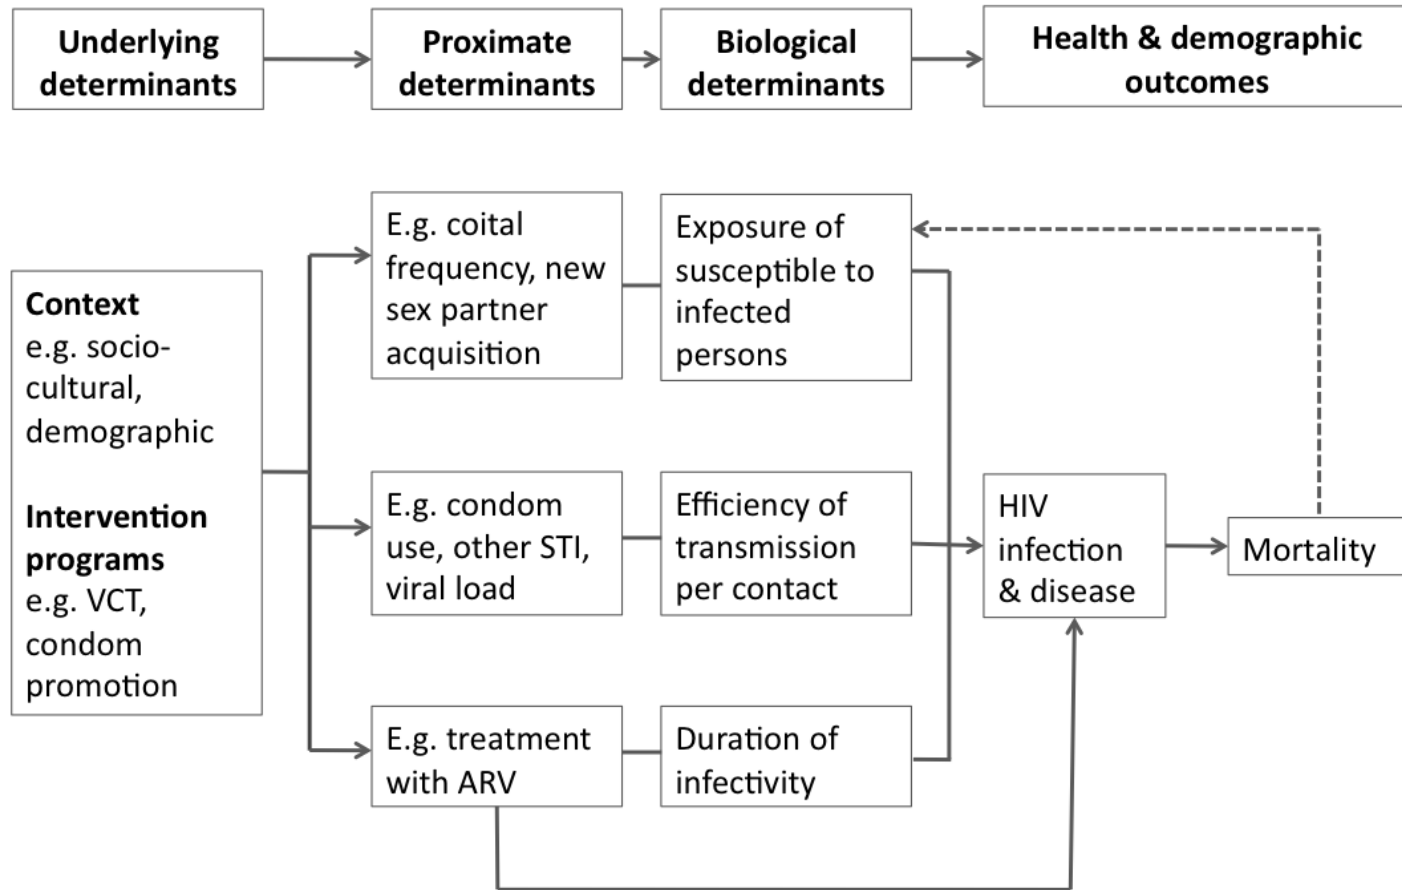 Underlying
determinants
Proximate
determinants
Biological
determinants
Health & demographic
outcomes
Context
e.g. socio-
cultural,
demographic
Intervention
programs
e.g. VCT,
condom
promotion
E.g. coital
frequency, new
sex partner
acquisition
Exposure of
susceptible to
infected
persons
E.g. condom
use, other STI,
viral load
Efficiency of
transmission
per contact
HIV
infection
& disease
Mortality
E.g. treatment
with ARV
Duration of
infectivity